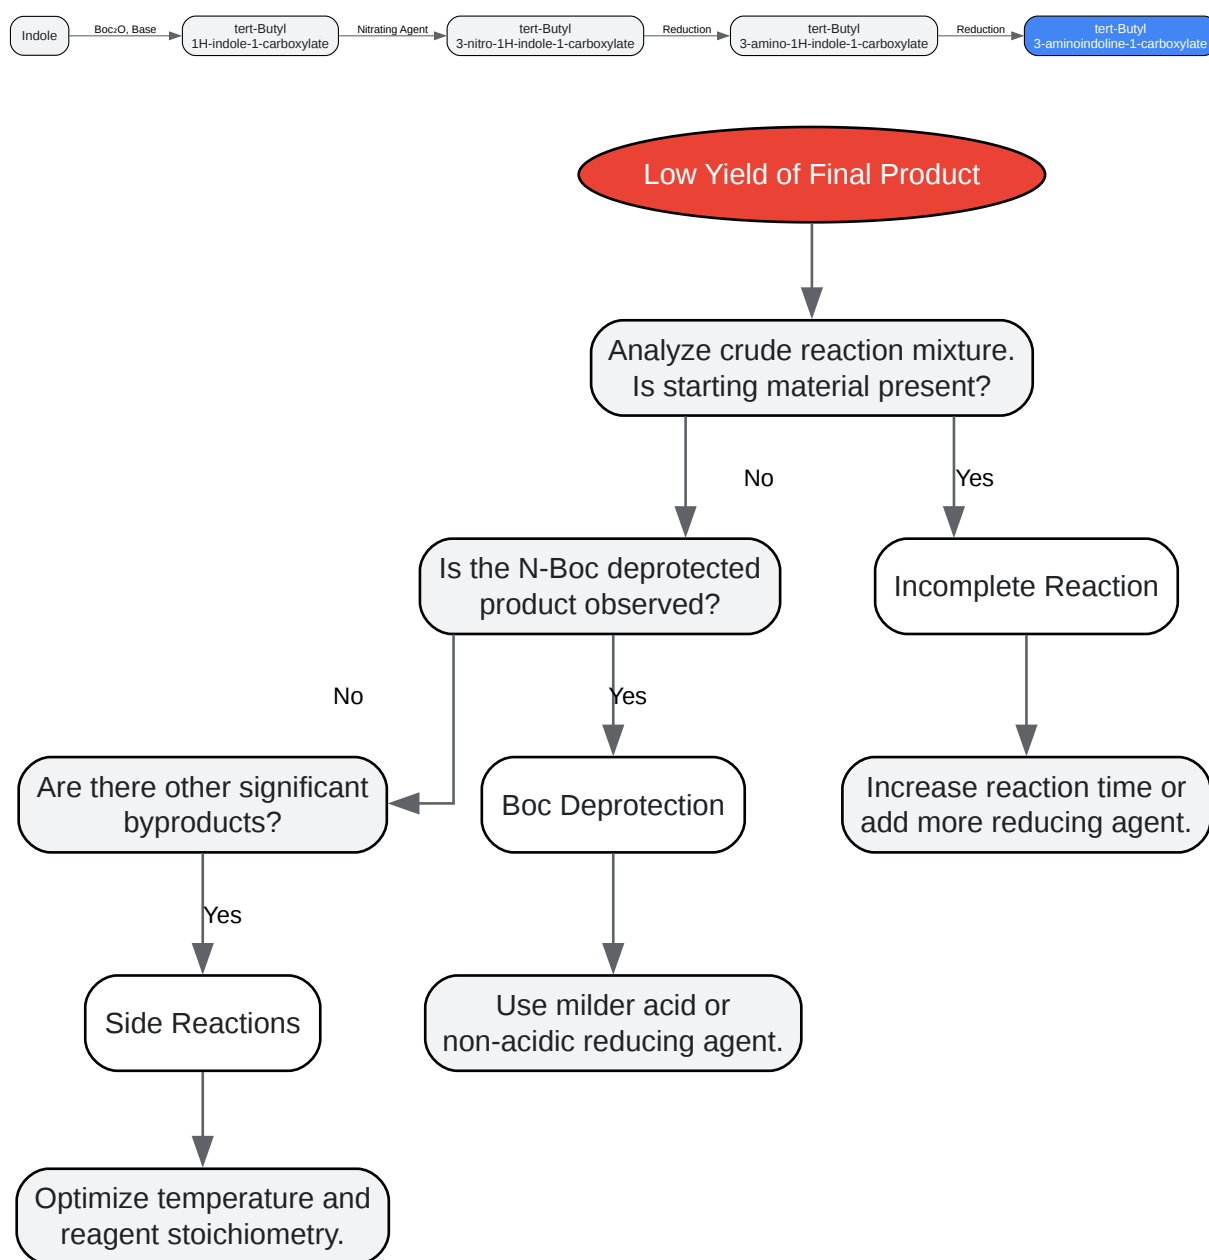 Indole
Boc₂O, Base
tert-Butyl
1H-indole-1-carboxylate
Nitrating Agent
tert-Butyl
3-nitro-1H-indole-1-carboxylate
Reduction
tert-Butyl
3-amino-1H-indole-1-carboxylate
Reduction
tert-Butyl
3-aminoindoline-1-carboxylate
Low Yield of Final Product
Analyze crude reaction mixture.
Is starting material present?
No
Yes
Is the N-Boc deprotected
product observed?
Incomplete Reaction
No
Yes
Are there other significant
byproducts?
Boc Deprotection
Increase reaction time or
add more reducing agent.
Yes
Side Reactions
Use milder acid or
non-acidic reducing agent.
Optimize temperature and
reagent stoichiometry.